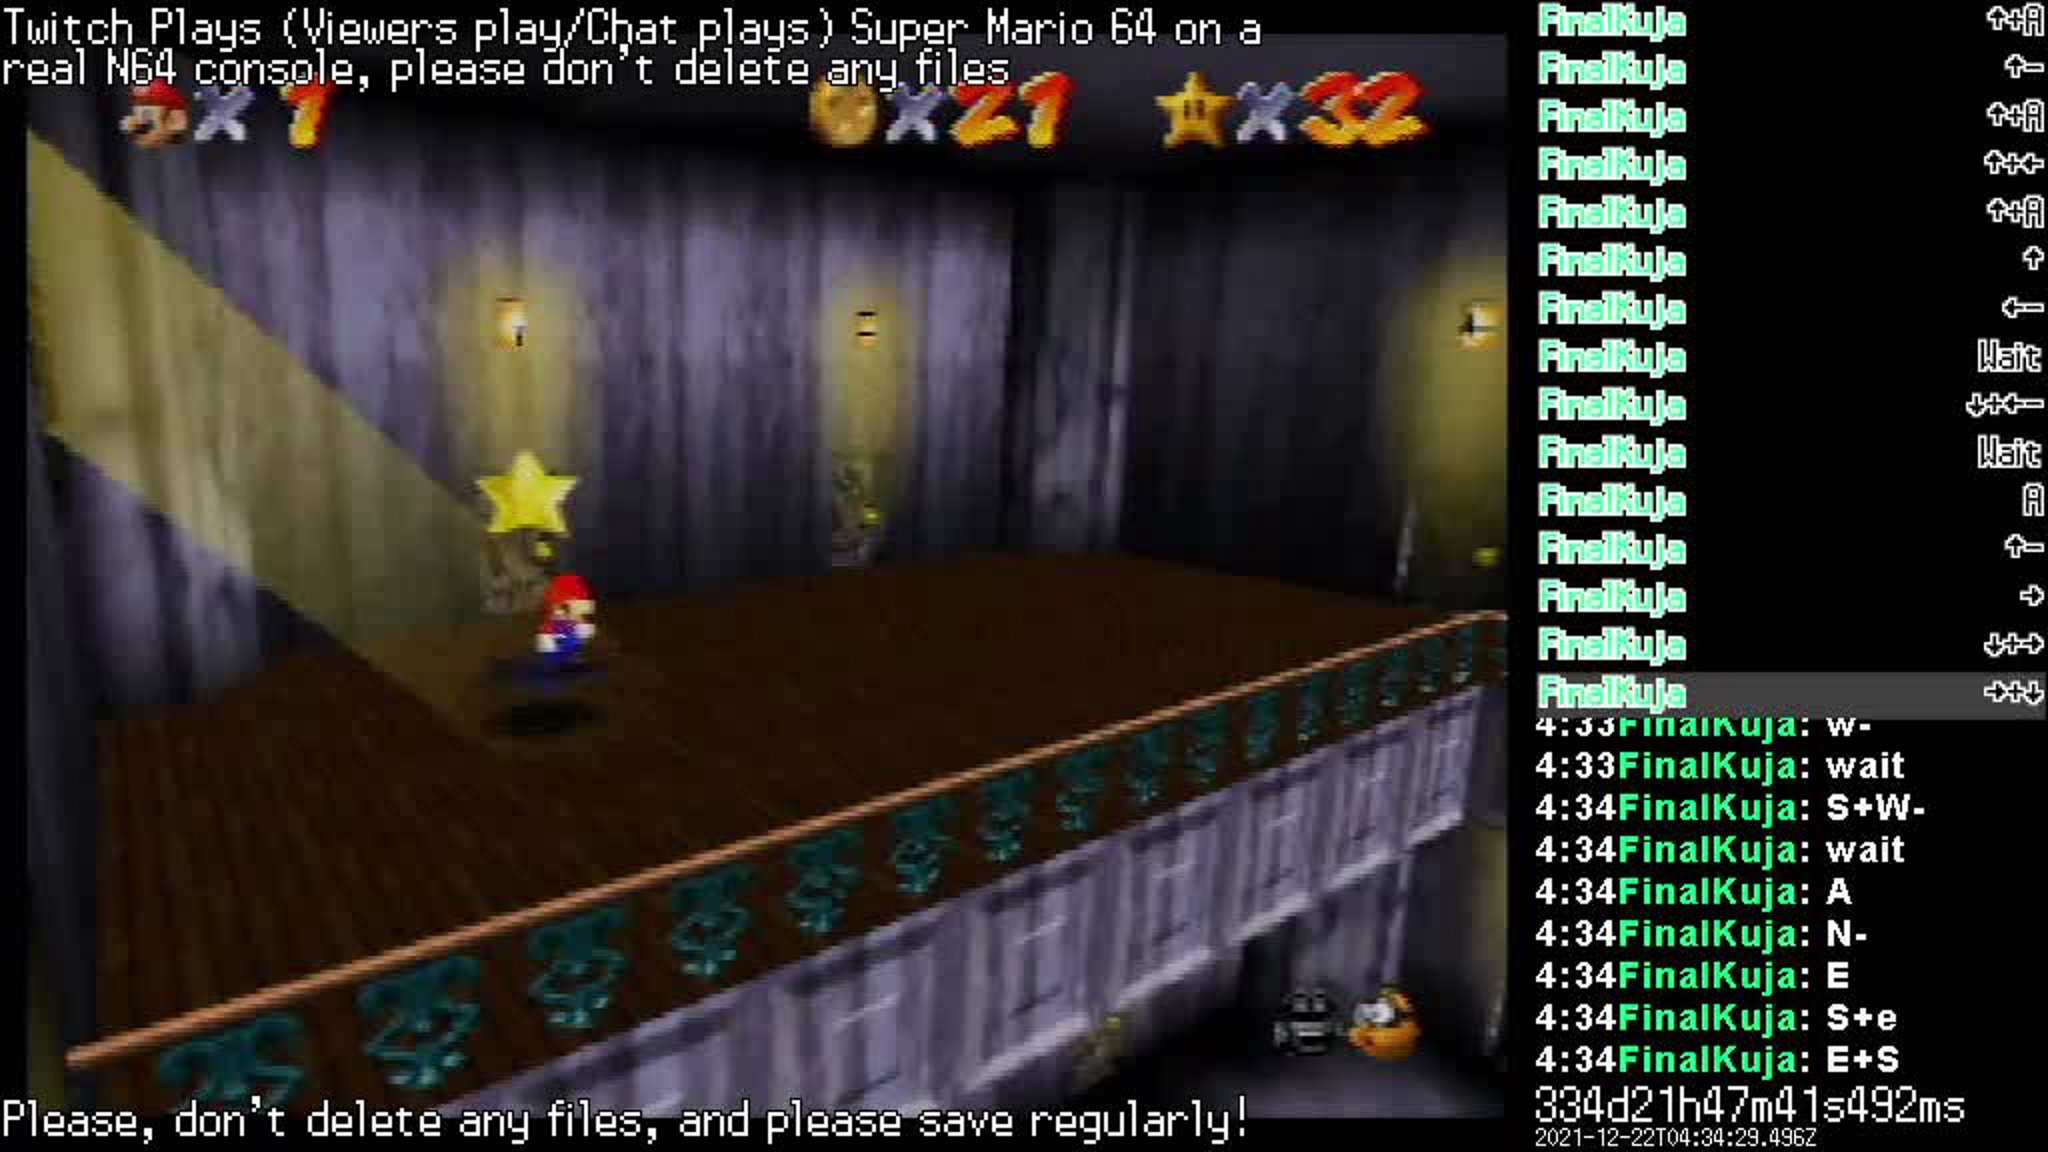 Twitch Plays (Viewers play/Chat plays) Super Mario 64 on a
real N64 console, please don't delete any files
x 1
x 21
x 32
FinalKuja ↑+A
FinalKuja ↑-
FinalKuja ↑+A
FinalKuja ↑+←
FinalKuja ↑+A
FinalKuja ↑
FinalKuja ←-
FinalKuja Wait
FinalKuja ↓+←-
FinalKuja Wait
FinalKuja A
FinalKuja ↑-
FinalKuja →
FinalKuja ↓+→
FinalKuja →+↓
4:33FinalKuja: w-
4:33FinalKuja: wait
4:34FinalKuja: S+W-
4:34FinalKuja: wait
4:34FinalKuja: A
4:34FinalKuja: N-
4:34FinalKuja: E
4:34FinalKuja: S+e
4:34FinalKuja: E+S
334d21h47m41s492ms
2021-12-22T04:34:29.496Z
Please, don't delete any files, and please save regularly!